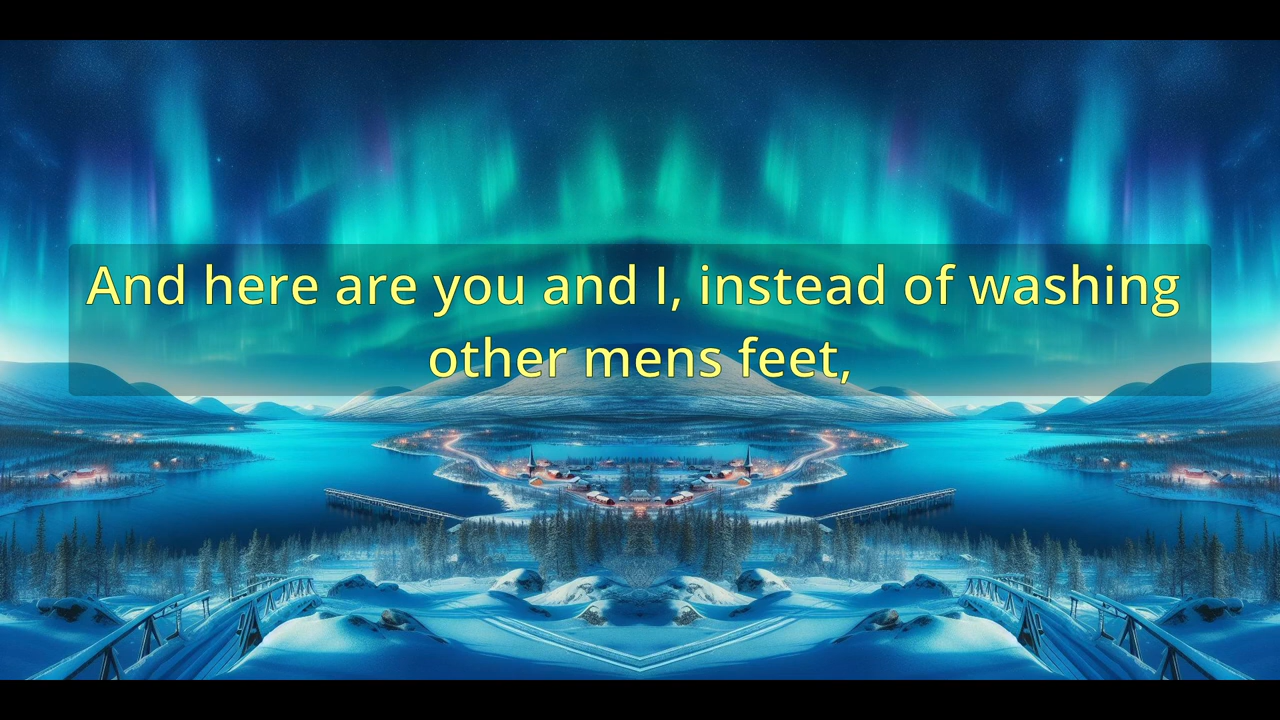 And here are you and I, instead of washing
other mens feet,